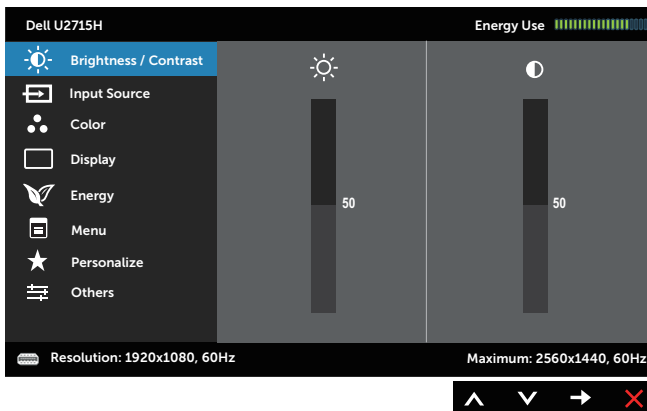 Dell U2715H Energy Use
Brightness / Contrast
Input Source
Color
Display
Energy
50 50
Menu
Personalize
Others
Resolution: 1920x1080, 60Hz Maximum: 2560x1440, 60Hz